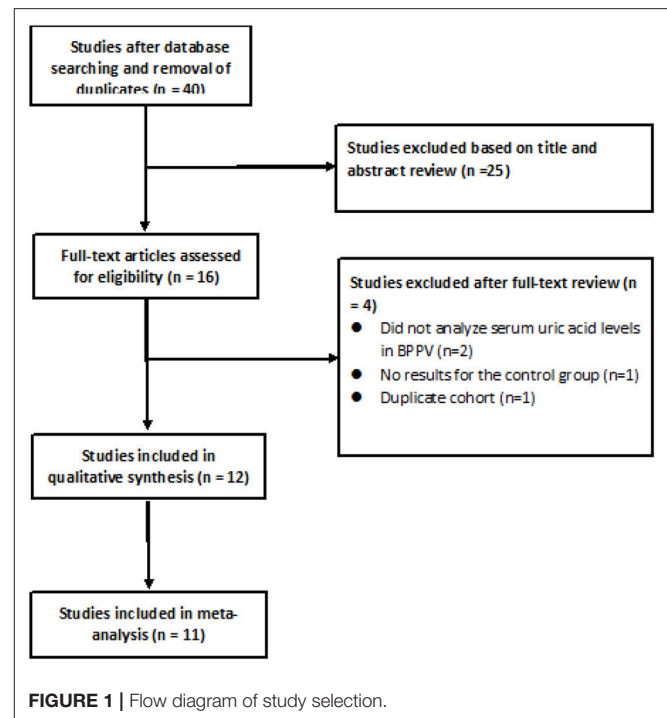 Studies after database
searching and removal of
duplicates (n = 40)
Studies excluded based on title and
abstract review (n =25)
Full-text articles assessed
for eligibility (n = 16)
Studies excluded after full-text review (n
= 4)
● Did not analyze serum uric acid levels
in BPPV (n=2)
● No results for the control group (n=1)
● Duplicate cohort (n=1)
Studies included in
qualitative synthesis (n = 12)
Studies included in meta-
analysis (n = 11)
FIGURE 1 | Flow diagram of study selection.